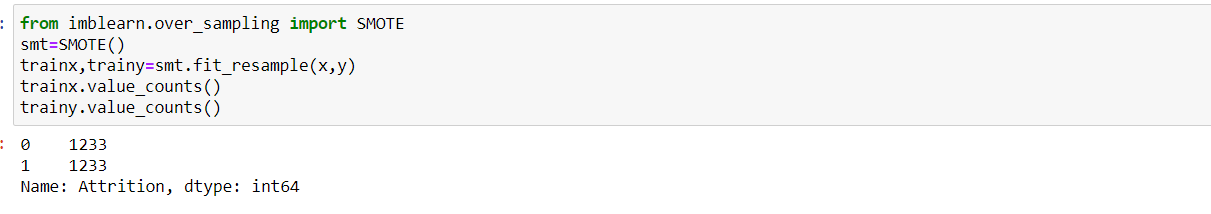 from imblearn.over_sampling import SMOTE
smt=SMOTE()
trainx,trainy=smt.fit_resample(x,y)
trainx.value_counts()
trainy.value_counts()
0    1233
1    1233
Name: Attrition, dtype: int64